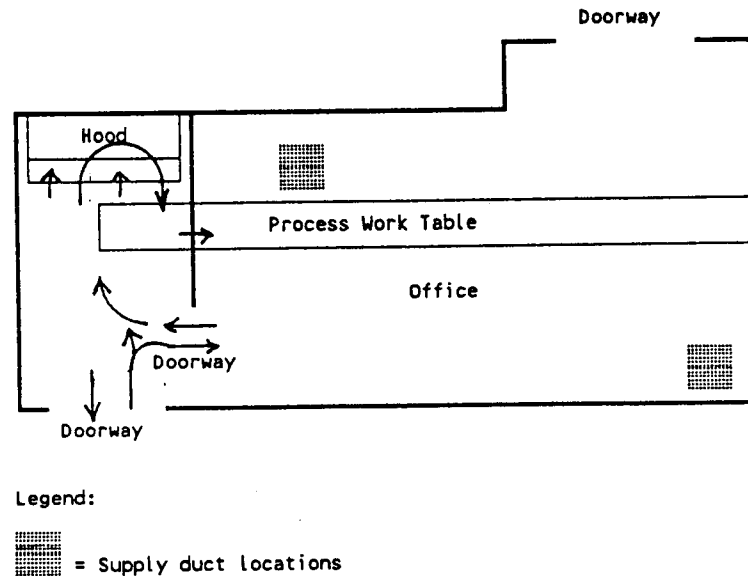 Doorway
Hood
Process Work Table
Office
Doorway
Doorway
Legend:
= Supply duct locations